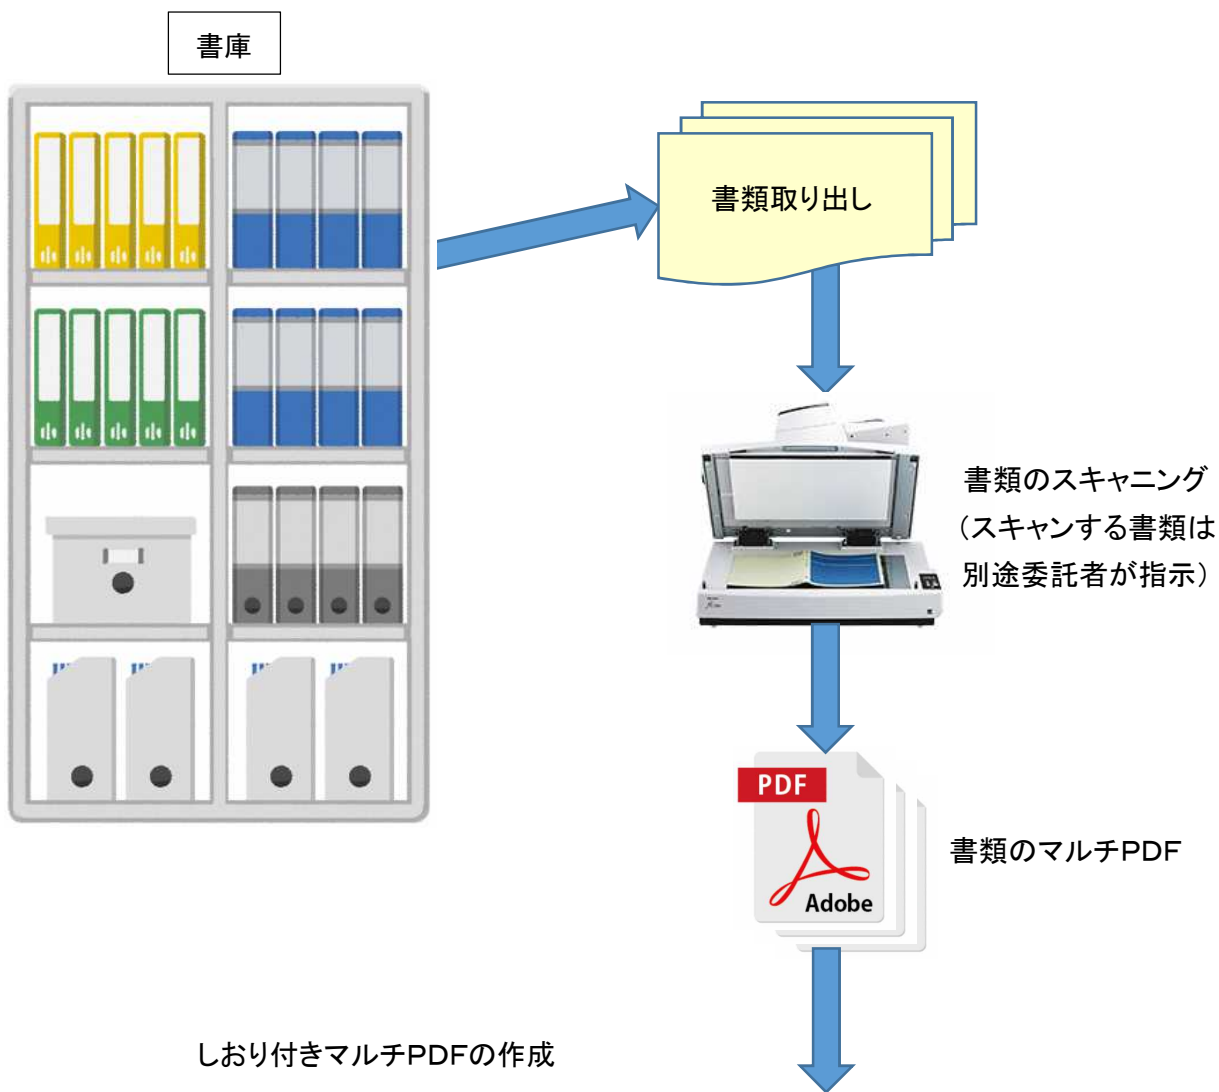 書庫
書類取り出し
書類のスキャニング
（スキャンする書類は
別途委託者が指示）
PDF
Adobe
書類のマルチPDF
しおり付きマルチPDFの作成